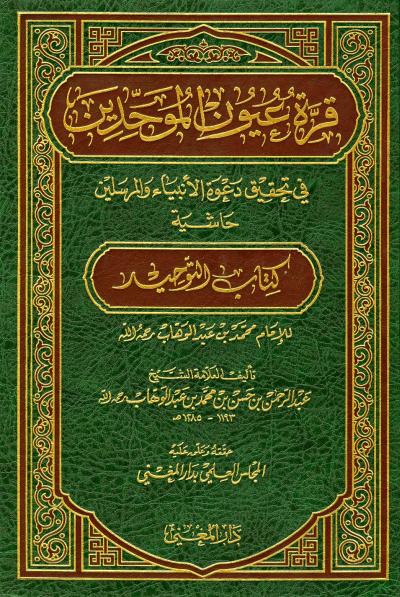 قرة عيون الموحدين
في تحقيق دعوة الأنبياء والمرسلين
حاشية
كتاب التوحيد
للإمام محمد بن عبد الوهاب رحمه الله
تأليف العلامة الشيخ
عبد الرحمن بن حسن بن محمد بن عبد الوهاب رحمه الله
١١٩٣ - ١٢٨٥ هـ
حققه وعلق عليه
المجلس العلمي بدار المغني
دار المغني